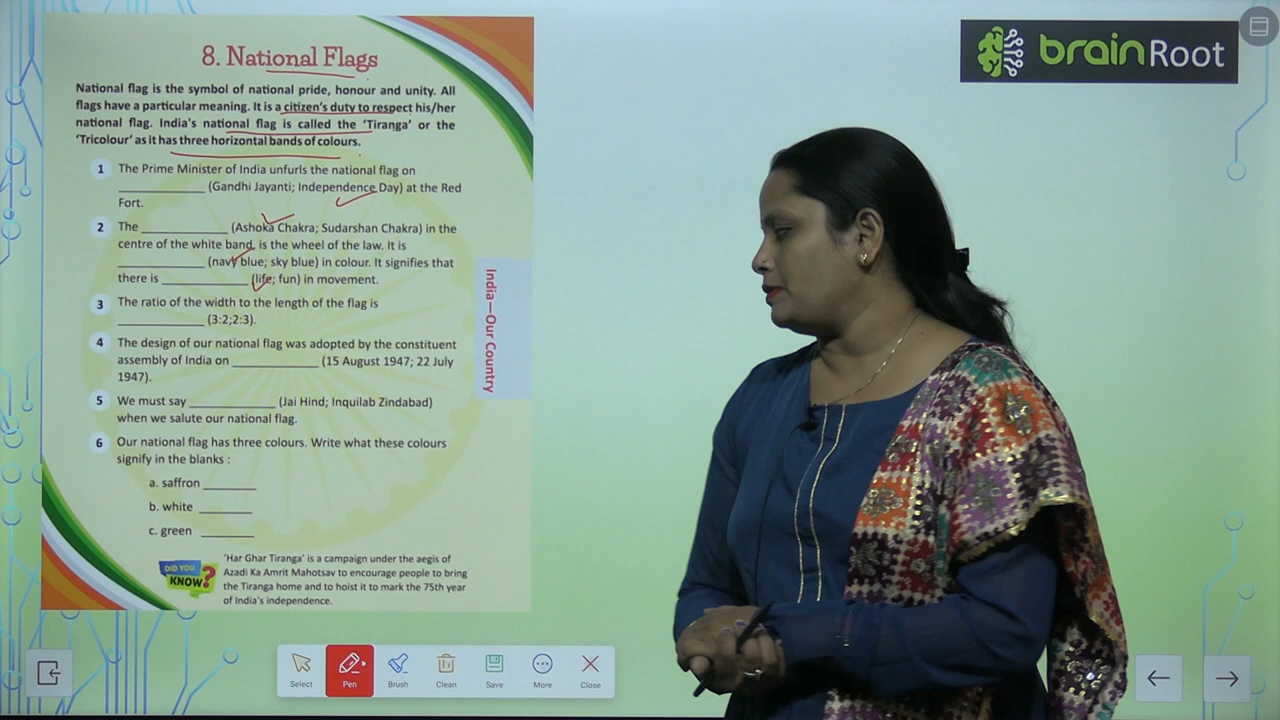 8. National Flags
National flag is the symbol of national pride, honour and unity. All
flags have a particular meaning. It is a citizen's duty to respect his/her
national flag. India's national flag is called the 'Tiranga' or the
'Tricolour' as it has three horizontal bands of colours.
1 The Prime Minister of India unfurls the national flag on
____________ (Gandhi Jayanti; Independence Day) at the Red
Fort.
2 The ____________ (Ashoka Chakra; Sudarshan Chakra) in the
centre of the white band, is the wheel of the law. It is
____________ (navy blue; sky blue) in colour. It signifies that
there is ____________ (life; fun) in movement.
3 The ratio of the width to the length of the flag is
____________ (3:2;2:3).
4 The design of our national flag was adopted by the constituent
assembly of India on ____________ (15 August 1947; 22 July
1947).
5 We must say ____________ (Jai Hind; Inquilab Zindabad)
when we salute our national flag.
6 Our national flag has three colours. Write what these colours
signify in the blanks :
a. saffron _______
b. white _______
c. green _______
DID YOU
KNOW?
'Har Ghar Tiranga' is a campaign under the aegis of
Azadi Ka Amrit Mahotsav to encourage people to bring
the Tiranga home and to hoist it to mark the 75th year
of India's independence.
India—Our Country
brainRoot
Select Pen Brush Clean Save More Close